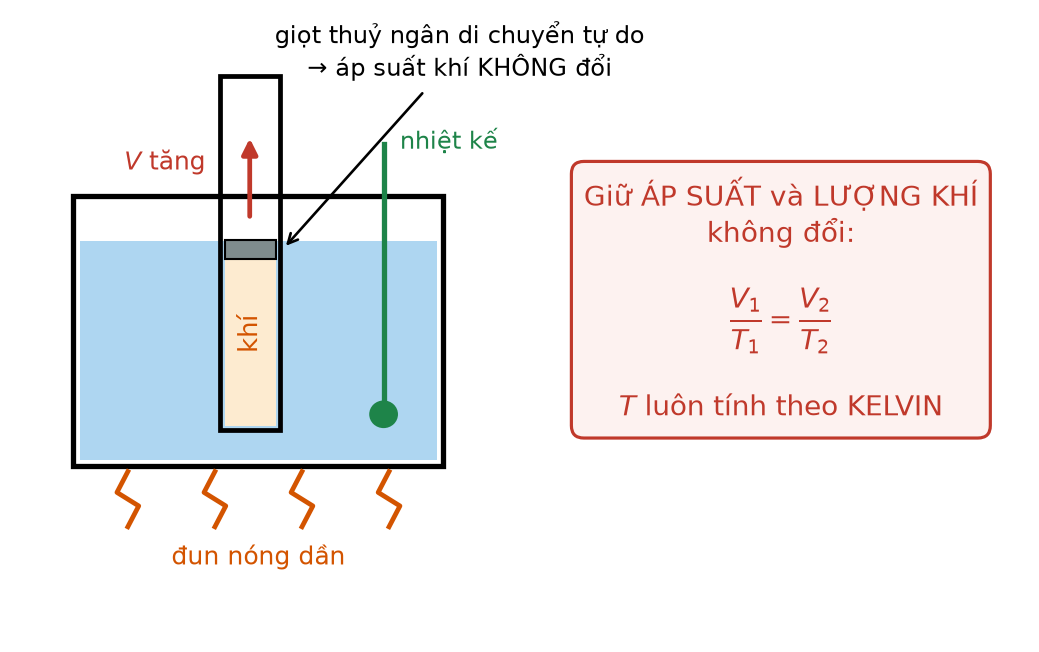 giọt thuỷ ngân di chuyển tự do
→ áp suất khí KHÔNG đổi
V tăng
nhiệt kế
khí
đun nóng dần
Giữ ÁP SUẤT và LƯỢNG KHÍ
không đổi:
V₁/T₁ = V₂/T₂
T luôn tính theo KELVIN